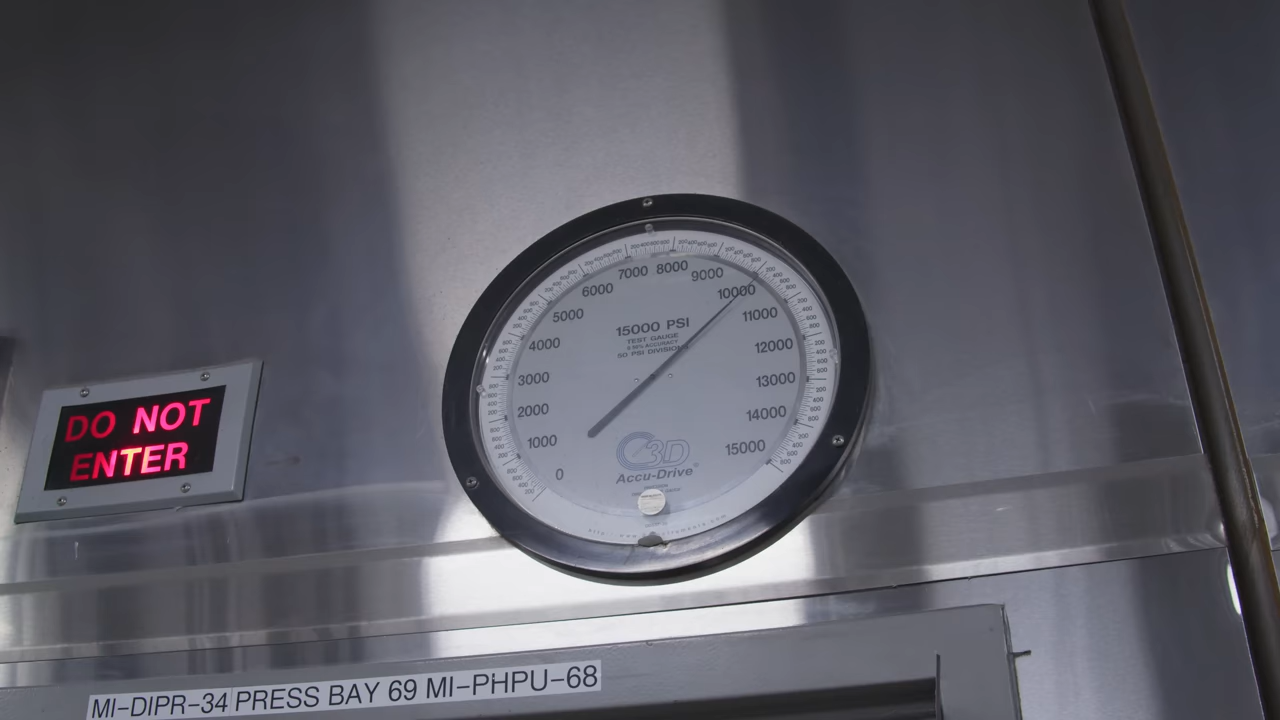 DO NOT
ENTER
0
1000
2000
3000
4000
5000
6000
7000
8000
9000
10000
11000
12000
13000
14000
15000
15000 PSI
TEST GAUGE
50 PSI DIVISIONS
3D
Accu-Drive®
MI-DIPR-34 PRESS BAY 69 MI-PHPU-68